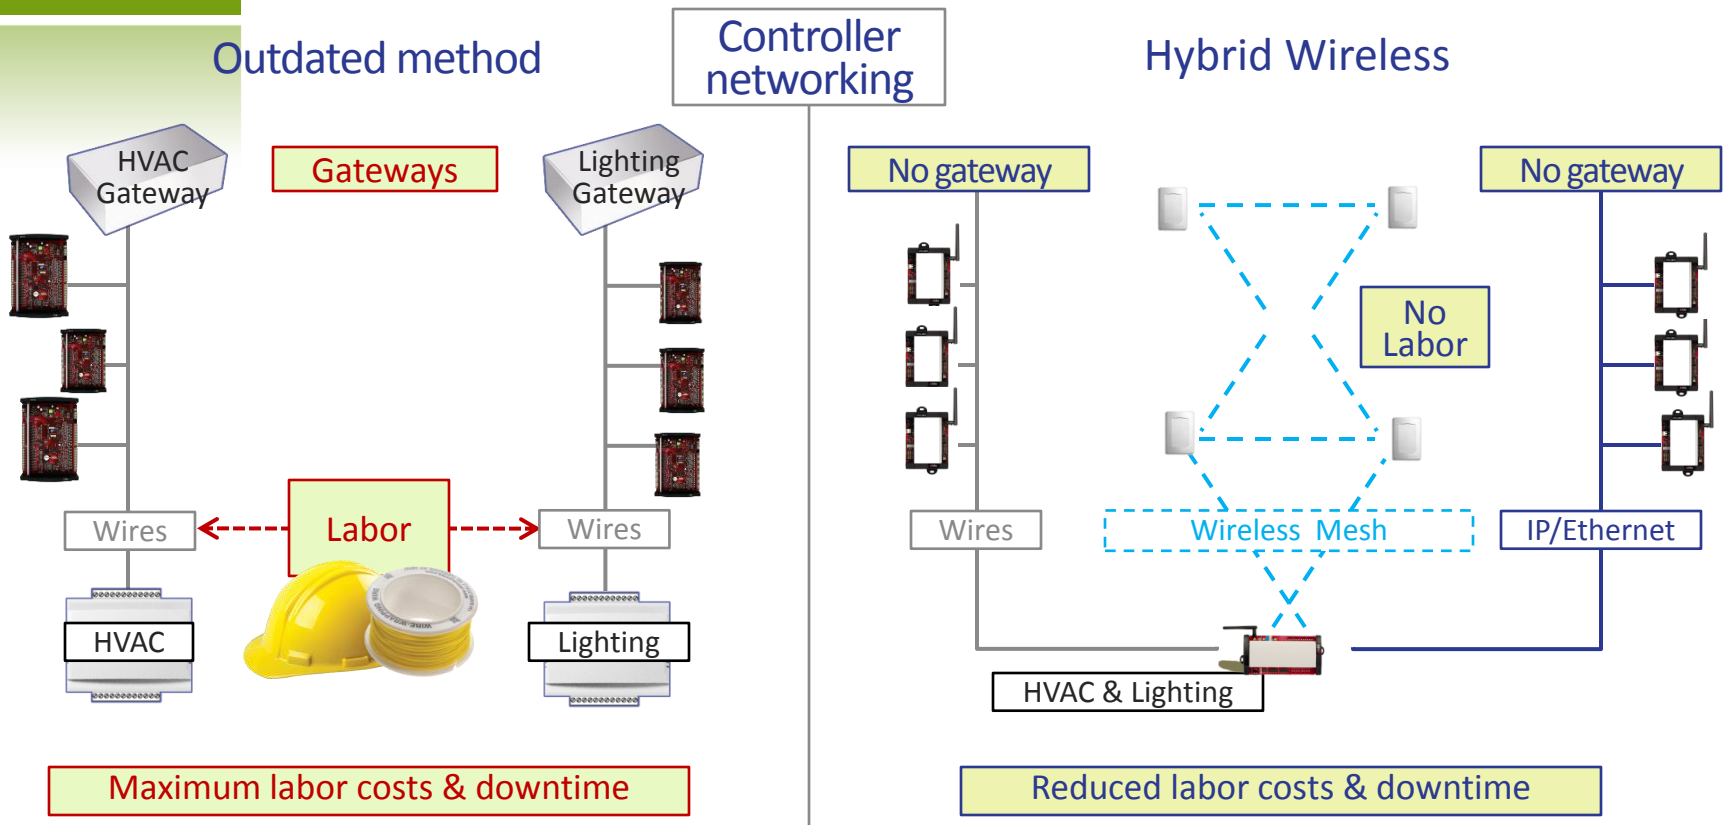 Outdated method
Controller
networking
Hybrid Wireless
HVAC
Gateway
Gateways
Lighting
Gateway
No gateway
No gateway
No
Labor
Labor
Wires
Wires
Wires
Wireless Mesh
IP/Ethernet
HVAC
Lighting
HVAC & Lighting
Maximum labor costs & downtime
Reduced labor costs & downtime